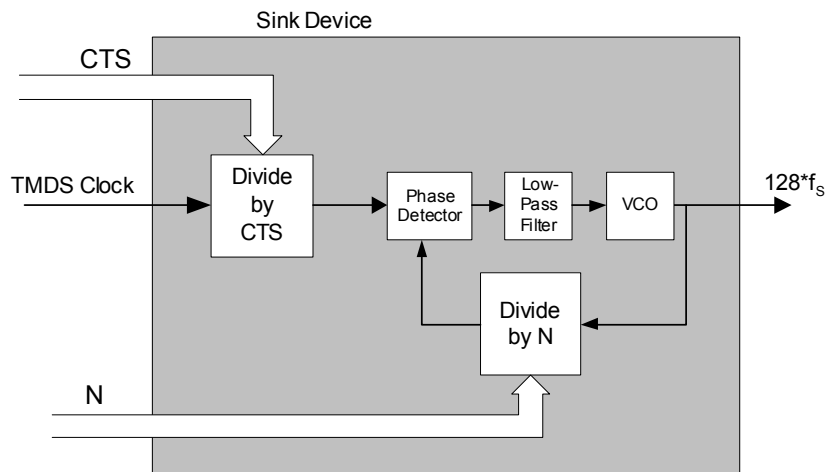 Sink Device
CTS
TMDS Clock
Divide
by
CTS
Phase
Detector
Low-
Pass
Filter
VCO
128*fS
Divide
by N
N